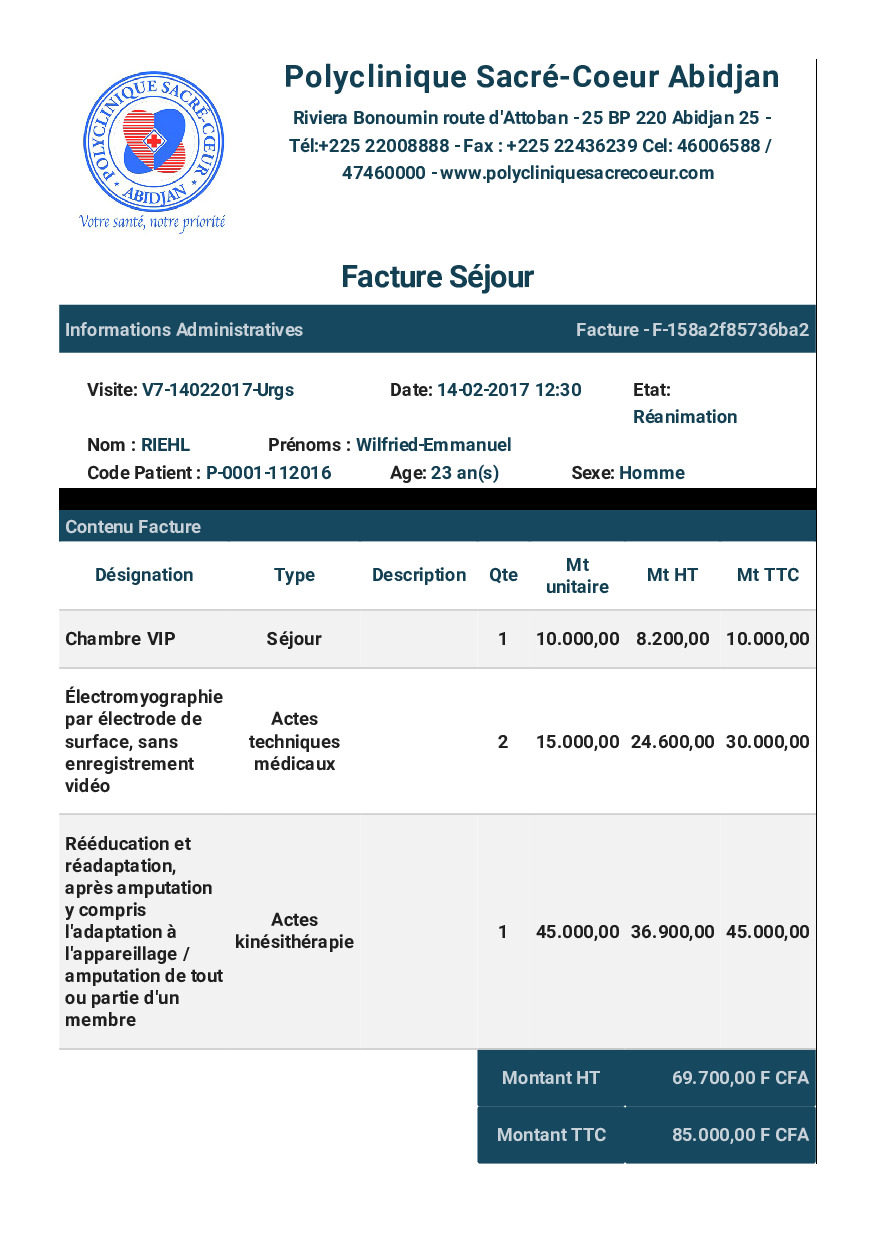 POLYCLINIQUE SACRÉ-CŒUR
ABIDJAN
Votre santé, notre priorité
Polyclinique Sacré-Coeur Abidjan
Riviera Bonoumin route d'Attoban - 25 BP 220 Abidjan 25 -
Tél:+225 22008888 - Fax : +225 22436239 Cel: 46006588 /
47460000 - www.polycliniquesacrecoeur.com
Facture Séjour
Informations Administratives Facture - F-158a2f85736ba2
Visite: V7-14022017-Urgs Date: 14-02-2017 12:30 Etat:
Réanimation
Nom : RIEHL Prénoms : Wilfried-Emmanuel
Code Patient : P-0001-112016 Age: 23 an(s) Sexe: Homme
Contenu Facture
Désignation Type Description Qte Mt unitaire Mt HT Mt TTC
Chambre VIP Séjour 1 10.000,00 8.200,00 10.000,00
Électromyographie
par électrode de
surface, sans
enregistrement
vidéo
Actes
techniques
médicaux
2 15.000,00 24.600,00 30.000,00
Rééducation et
réadaptation,
après amputation
y compris
l'adaptation à
l'appareillage /
amputation de tout
ou partie d'un
membre
Actes
kinésithérapie
1 45.000,00 36.900,00 45.000,00
Montant HT 69.700,00 F CFA
Montant TTC 85.000,00 F CFA